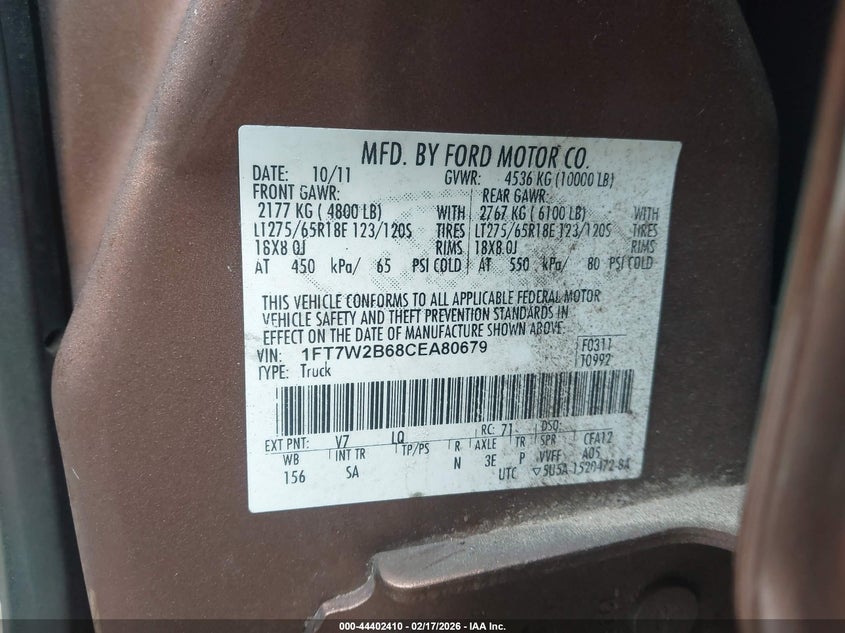 MFD. BY FORD MOTOR CO.
DATE: 10/11 GVWR: 4536 KG (10000 LB)
FRONT GAWR: REAR GAWR:
2177 KG ( 4800 LB) WITH 2767 KG ( 6100 LB) WITH
LT275/65R18E 123/120S TIRES LT275/65R18E 123/120S TIRES
18X8.0J RIMS 18X8.0J RIMS
AT 450 kPa/ 65 PSI COLD AT 550 kPa/ 80 PSI COLD
THIS VEHICLE CONFORMS TO ALL APPLICABLE FEDERAL MOTOR
VEHICLE SAFETY AND THEFT PREVENTION STANDARDS IN
EFFECT ON THE DATE OF MANUFACTURE SHOWN ABOVE.
VIN: 1FT7W2B68CEA80679 F0311
TYPE: Truck T0992
EXT PNT: V7 LQ RC: 71 DSO:
WB INT TR TP/PS R AXLE TR SPR CFA12
156 SA N 3E P VVFF A05
UTC ▽5U5A-1520472-BA
000-44402410 - 02/17/2026 - IAA Inc.